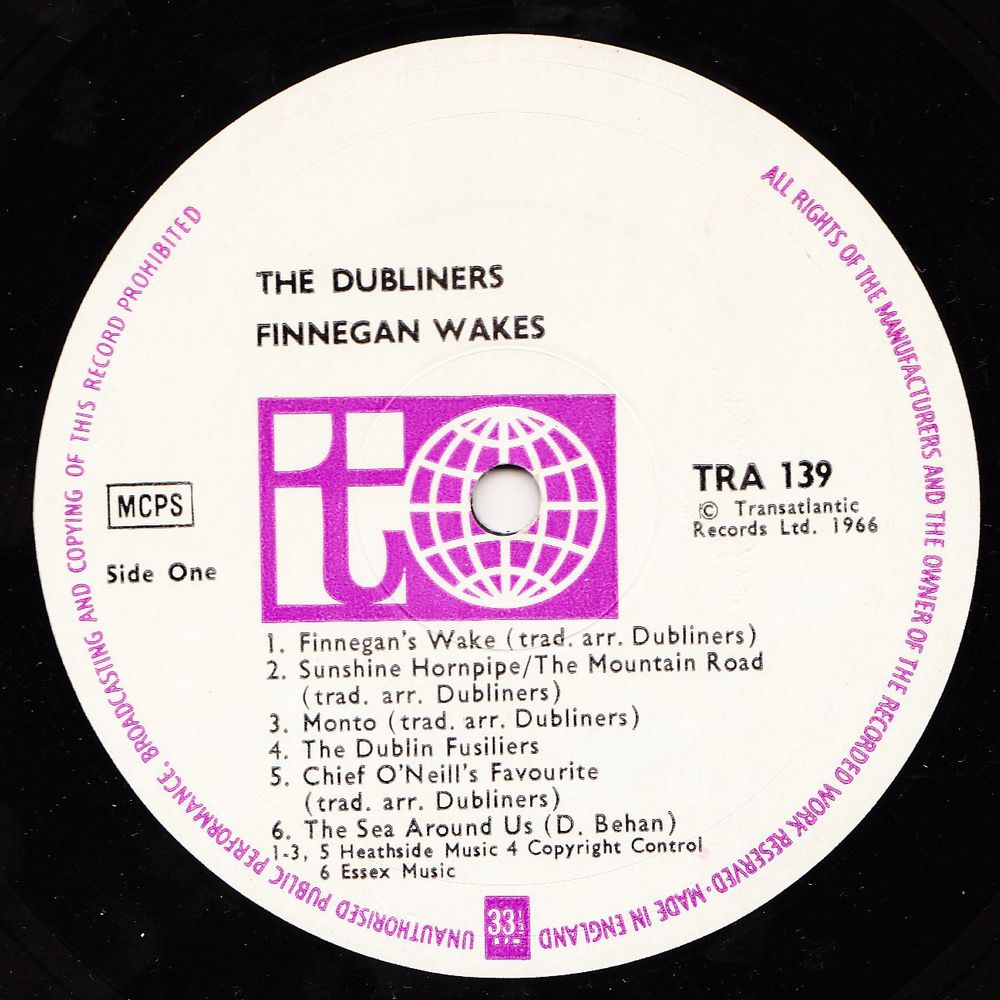 THE DUBLINERS
FINNEGAN WAKES
MCPS
Side One
it
TRA 139
© Transatlantic
Records Ltd. 1966
1. Finnegan's Wake (trad. arr. Dubliners)
2. Sunshine Hornpipe/The Mountain Road
(trad. arr. Dubliners)
3. Monto (trad. arr. Dubliners)
4. The Dublin Fusiliers
5. Chief O'Neill's Favourite
(trad. arr. Dubliners)
6. The Sea Around Us (D. Behan)
1-3, 5 Heathside Music 4 Copyright Control
6 Essex Music
ALL RIGHTS OF THE MANUFACTURERS AND THE OWNER OF THE RECORDED WORK RESERVED · MADE IN ENGLAND
33⅓
UNAUTHORISED PUBLIC PERFORMANCE, BROADCASTING AND COPYING OF THIS RECORD PROHIBITED